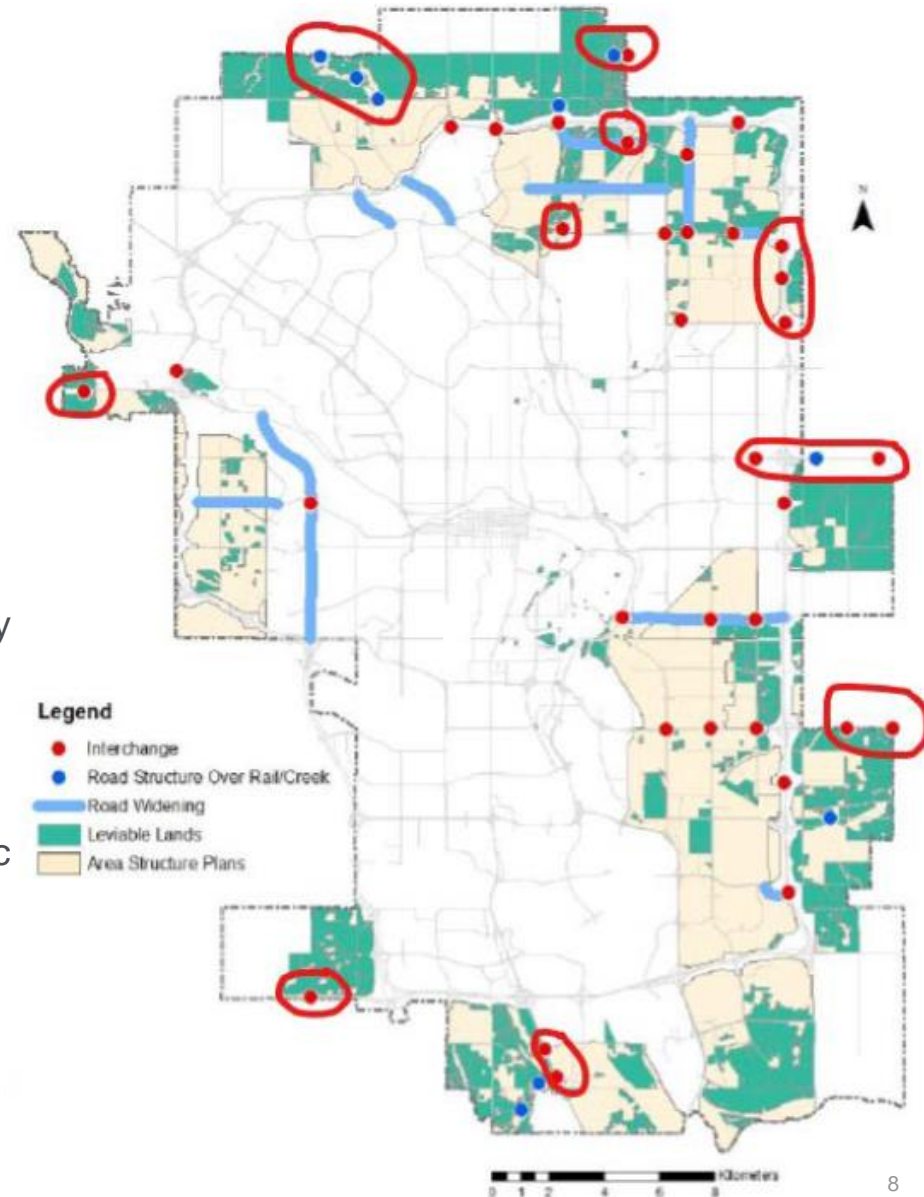 N
y
Legend
Interchange
Road Structure Over Rail/Creek
Road Widening
Leviable Lands
c
Area Structure Plans
Kilometers
0 1 2 4 6 8
8